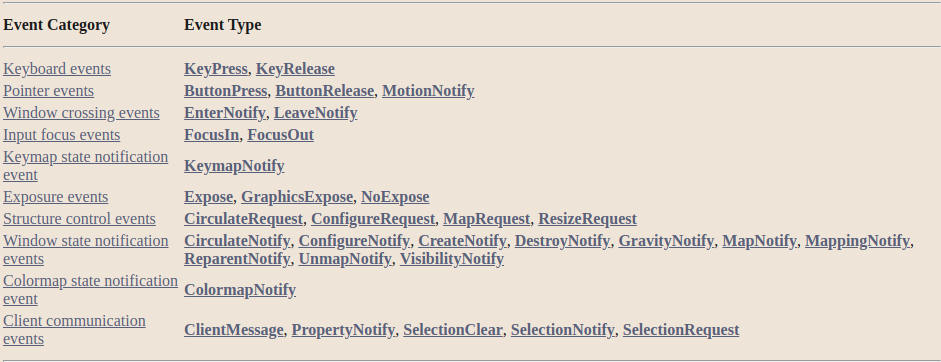 Event Category Event Type
Keyboard events KeyPress, KeyRelease
Pointer events ButtonPress, ButtonRelease, MotionNotify
Window crossing events EnterNotify, LeaveNotify
Input focus events FocusIn, FocusOut
Keymap state notification
event KeymapNotify
Exposure events Expose, GraphicsExpose, NoExpose
Structure control events CirculateRequest, ConfigureRequest, MapRequest, ResizeRequest
Window state notification CirculateNotify, ConfigureNotify, CreateNotify, DestroyNotify, GravityNotify, MapNotify, MappingNotify,
events ReparentNotify, UnmapNotify, VisibilityNotify
Colormap state notification
event ColormapNotify
Client communication
events ClientMessage, PropertyNotify, SelectionClear, SelectionNotify, SelectionRequest